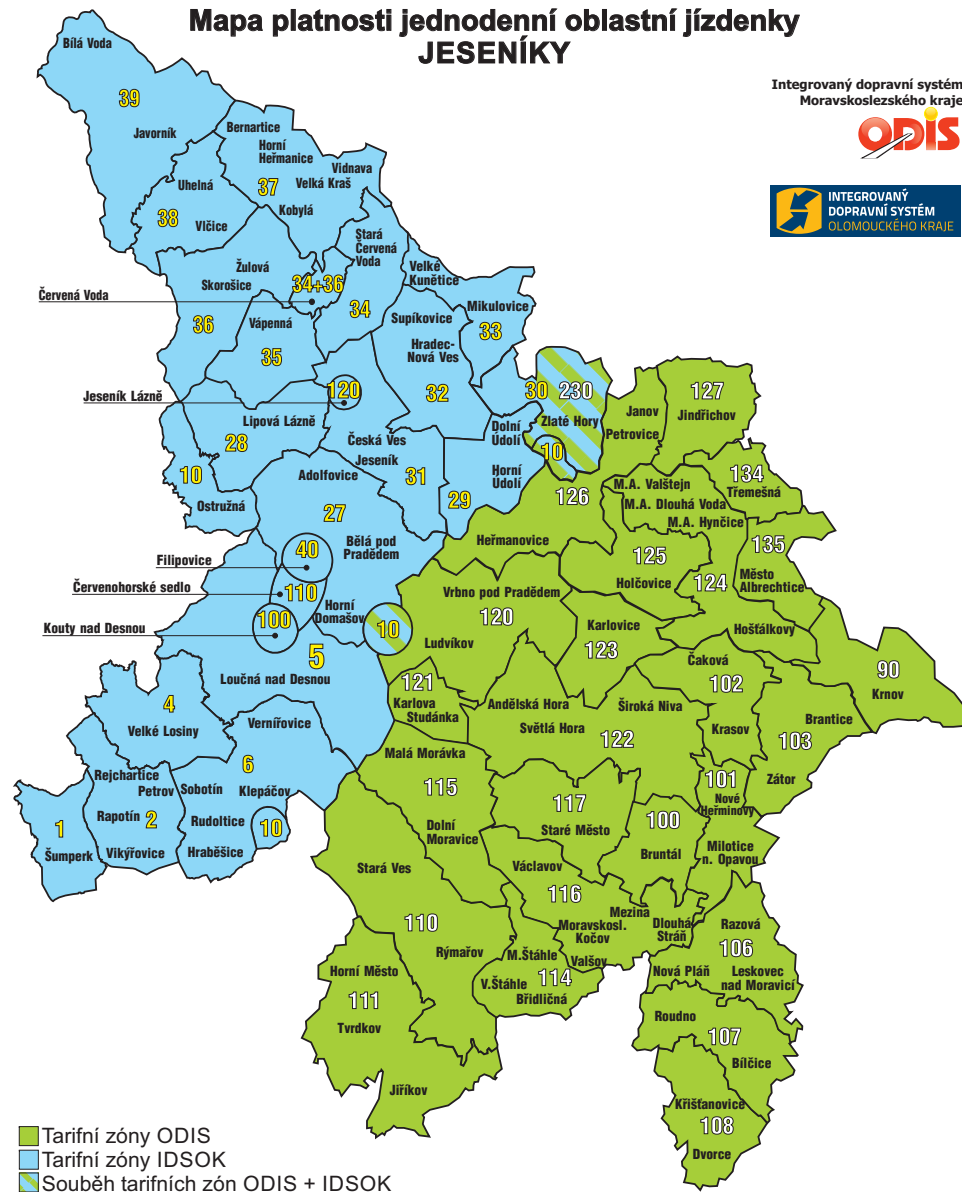 Mapa platnosti jednodenní oblastní jízdenky
JESENÍKY
Integrovaný dopravní systém
Moravskoslezského kraje
ODIS
INTEGROVANÝ
DOPRAVNÍ SYSTÉM
OLOMOUCKÉHO KRAJE
Bílá Voda
39
Javorník
Bernartice
Horní
Heřmanice
Vidnava
37
Velká Kraš
Kobylá
Uhelná
38
Vlčice
Stará
Červená
Voda
Žulová
Skorošice
34+36
Červená Voda
34
36
Vápenná
35
Velké
Kunětice
Mikulovice
33
Supíkovice
Hradec-
Nová Ves
32
Jeseník Lázně
120
30
230
Zlaté Hory
10
Dolní
Údolí
Horní
Údolí
29
Lipová Lázně
28
10
Ostružná
Česká Ves
Jeseník
31
Adolfovice
27
Bělá pod
Pradědem
Filipovice
40
Červenohorské sedlo
110
Kouty nad Desnou
100
Horní
Domašov
10
5
Loučná nad Desnou
4
Velké Losiny
Vernířovice
6
Rejchartice
Petrov
Sobotín
Klepáčov
Rapotín
2
Rudoltice
10
1
Šumperk
Vikýřovice
Hraběšice
Janov
Petrovice
127
Jindřichov
134
Třemešná
M.A. Valštejn
M.A. Dlouhá Voda
M.A. Hynčice
126
Heřmanovice
125
Holčovice
124
135
Město
Albrechtice
Vrbno pod Pradědem
120
Ludvíkov
Karlovice
123
Hošťálkovy
90
Krnov
121
Karlova
Studánka
Čaková
102
Andělská Hora
Široká Niva
Světlá Hora
122
Krasov
Brantice
103
Zátor
Malá Morávka
115
Dolní
Moravice
101
Nové
Heřminovy
117
Staré Město
100
Bruntál
Milotice
n. Opavou
Stará Ves
Václavov
116
Mezina
Moravskosl.
Kočov
Dlouhá
Stráň
Razová
106
Leskovec
nad Moravicí
110
Rýmařov
M.Štáhle
Valšov
V.Štáhle
114
Břidličná
Nová Pláň
Horní Město
111
Tvrdkov
Roudno
107
Bílčice
Jiříkov
Křišťanovice
108
Dvorce
Tarifní zóny ODIS
Tarifní zóny IDSOK
Souběh tarifních zón ODIS + IDSOK